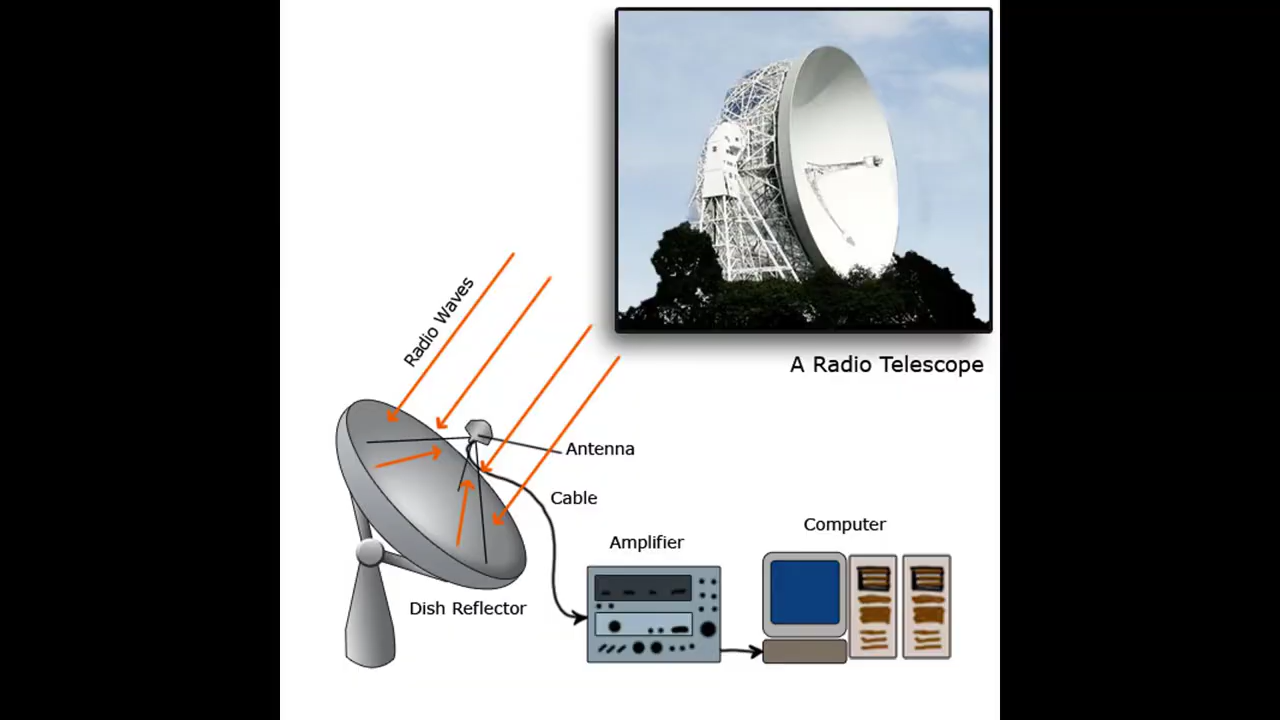 A Radio Telescope
Radio Waves
Antenna
Cable
Computer
Amplifier
Dish Reflector